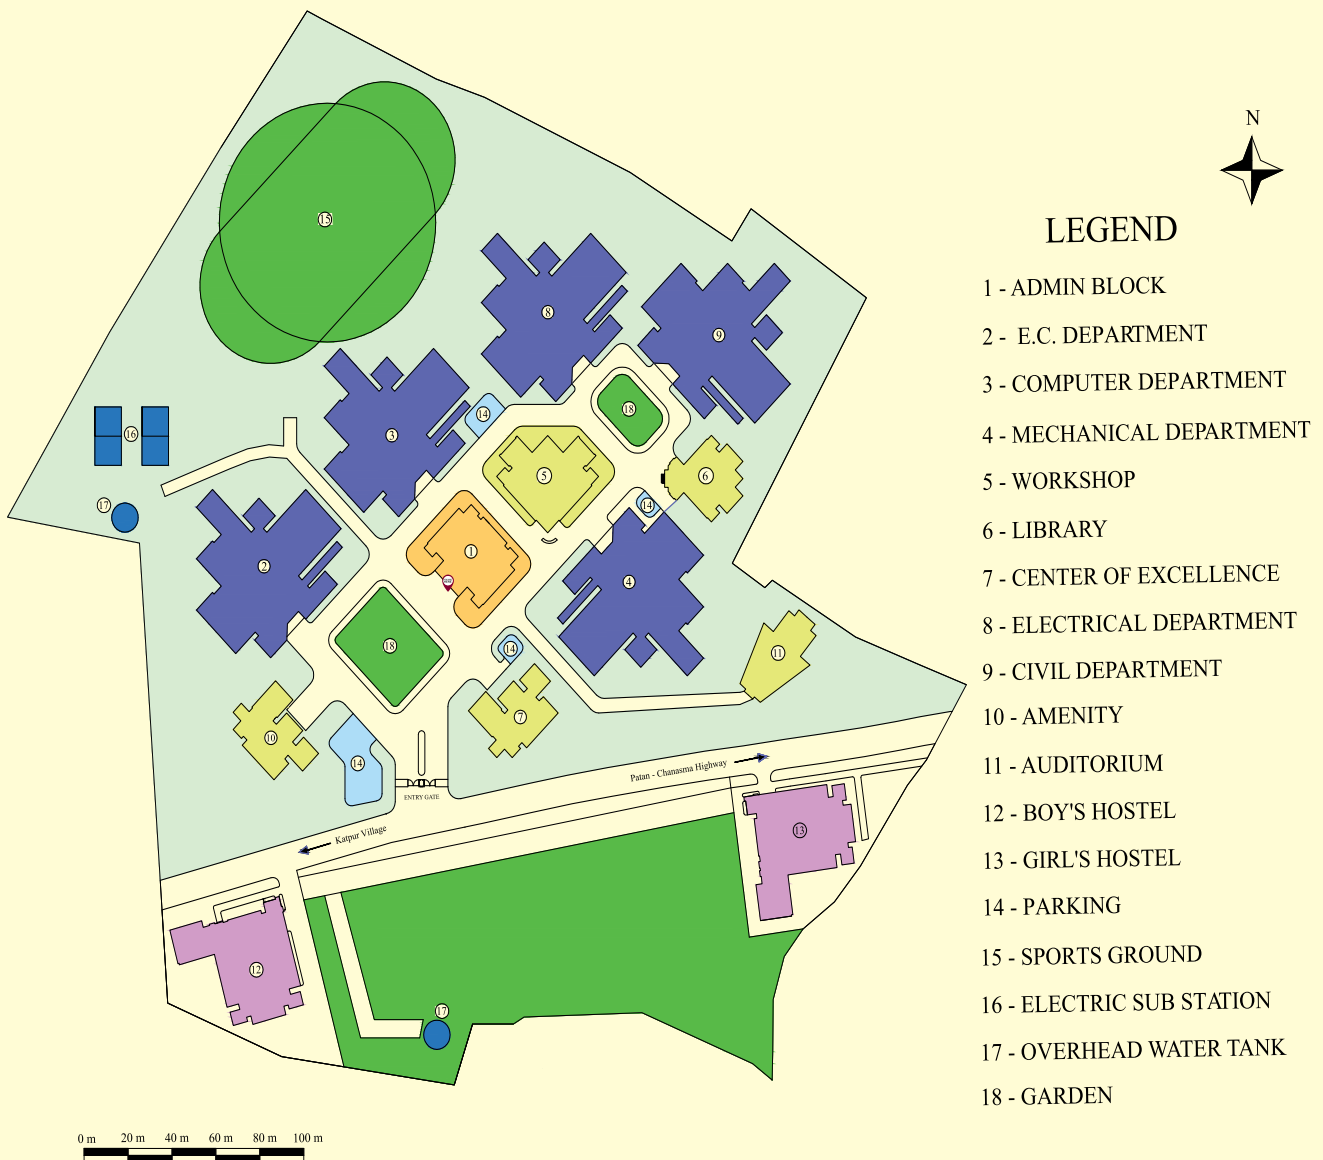 N
LEGEND
1 - ADMIN BLOCK
2 - E.C. DEPARTMENT
3 - COMPUTER DEPARTMENT
4 - MECHANICAL DEPARTMENT
5 - WORKSHOP
6 - LIBRARY
7 - CENTER OF EXCELLENCE
8 - ELECTRICAL DEPARTMENT
9 - CIVIL DEPARTMENT
10 - AMENITY
11 - AUDITORIUM
12 - BOY'S HOSTEL
13 - GIRL'S HOSTEL
14 - PARKING
15 - SPORTS GROUND
16 - ELECTRIC SUB STATION
17 - OVERHEAD WATER TANK
18 - GARDEN
15
8
9
18
14
3
16
5
6
17
14
1
2
4
18
14
11
7
10
14
Patan - Chanasma Highway
ENTRY GATE
Katpur Village
13
12
17
0 m 20 m 40 m 60 m 80 m 100 m